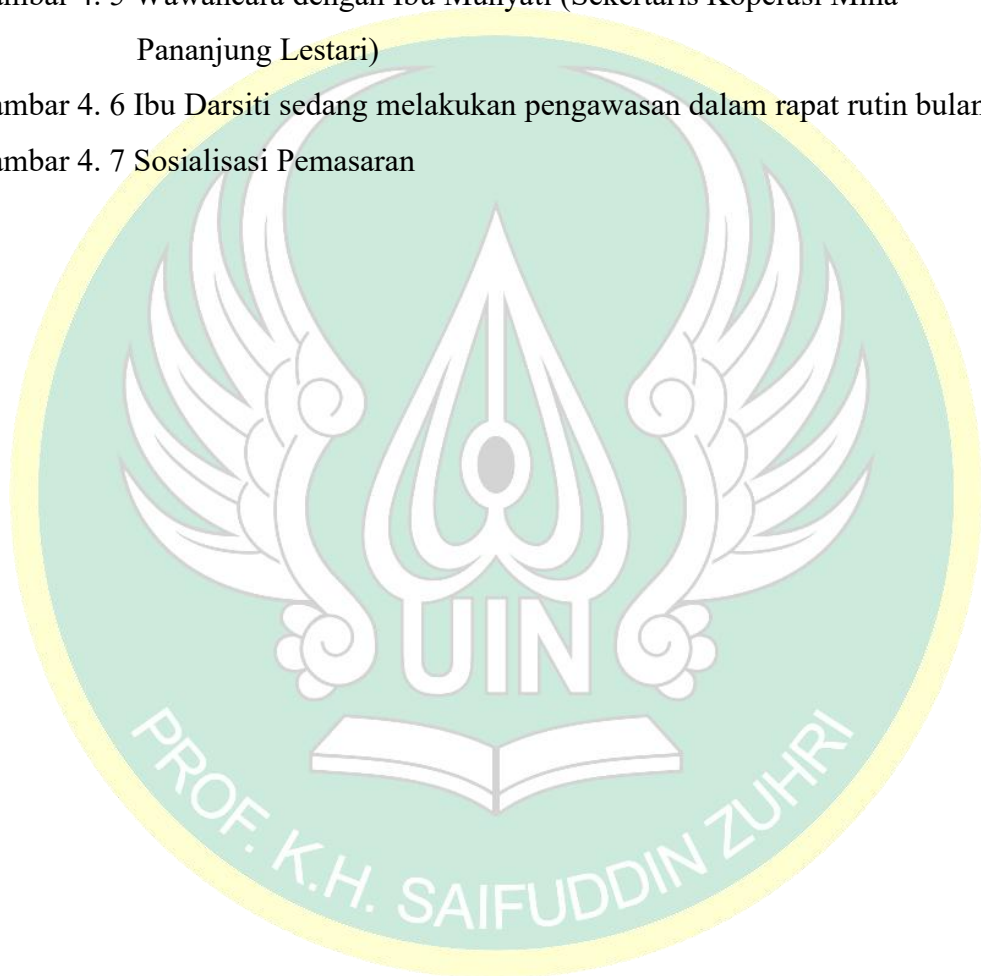 ambar 4. 5 Wawancara dengan Ibu Muliyati (Sekertaris Koperasi Mina
Pananjung Lestari)
ambar 4. 6 Ibu Darsiti sedang melakukan pengawasan dalam rapat rutin bulan
ambar 4. 7 Sosialisasi Pemasaran
UIN
PROF. K.H. SAIFUDDIN ZUHRI